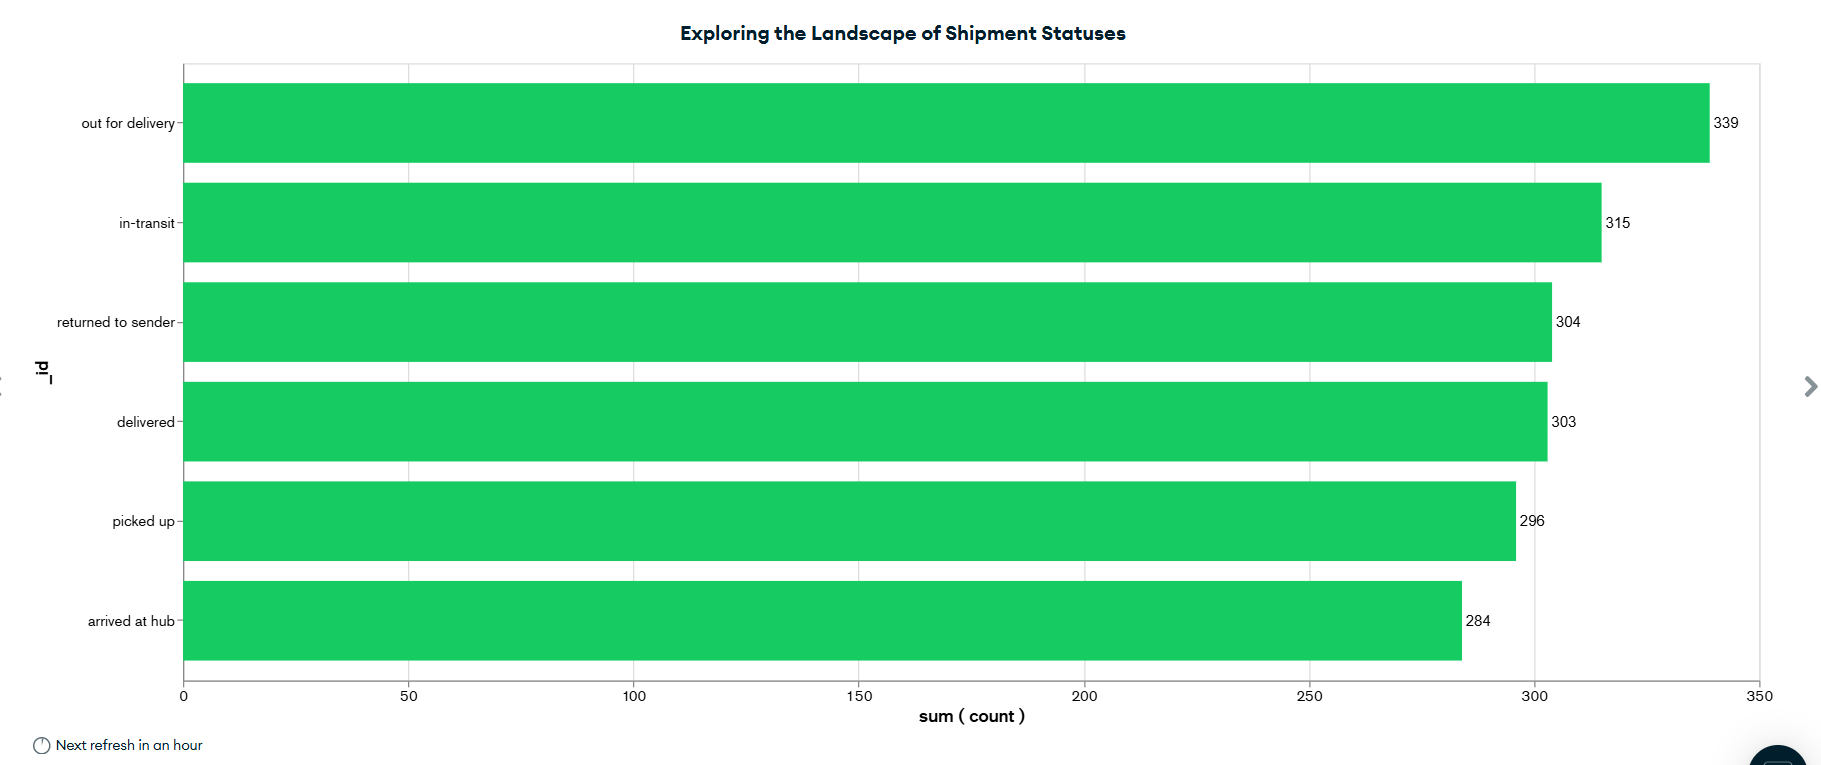 Exploring the Landscape of Shipment Statuses
out for delivery
339
in-transit
315
returned to sender
304
_id
delivered
303
picked up
296
arrived at hub
284
0 50 100 150 200 250 300 350
sum ( count )
Next refresh in an hour